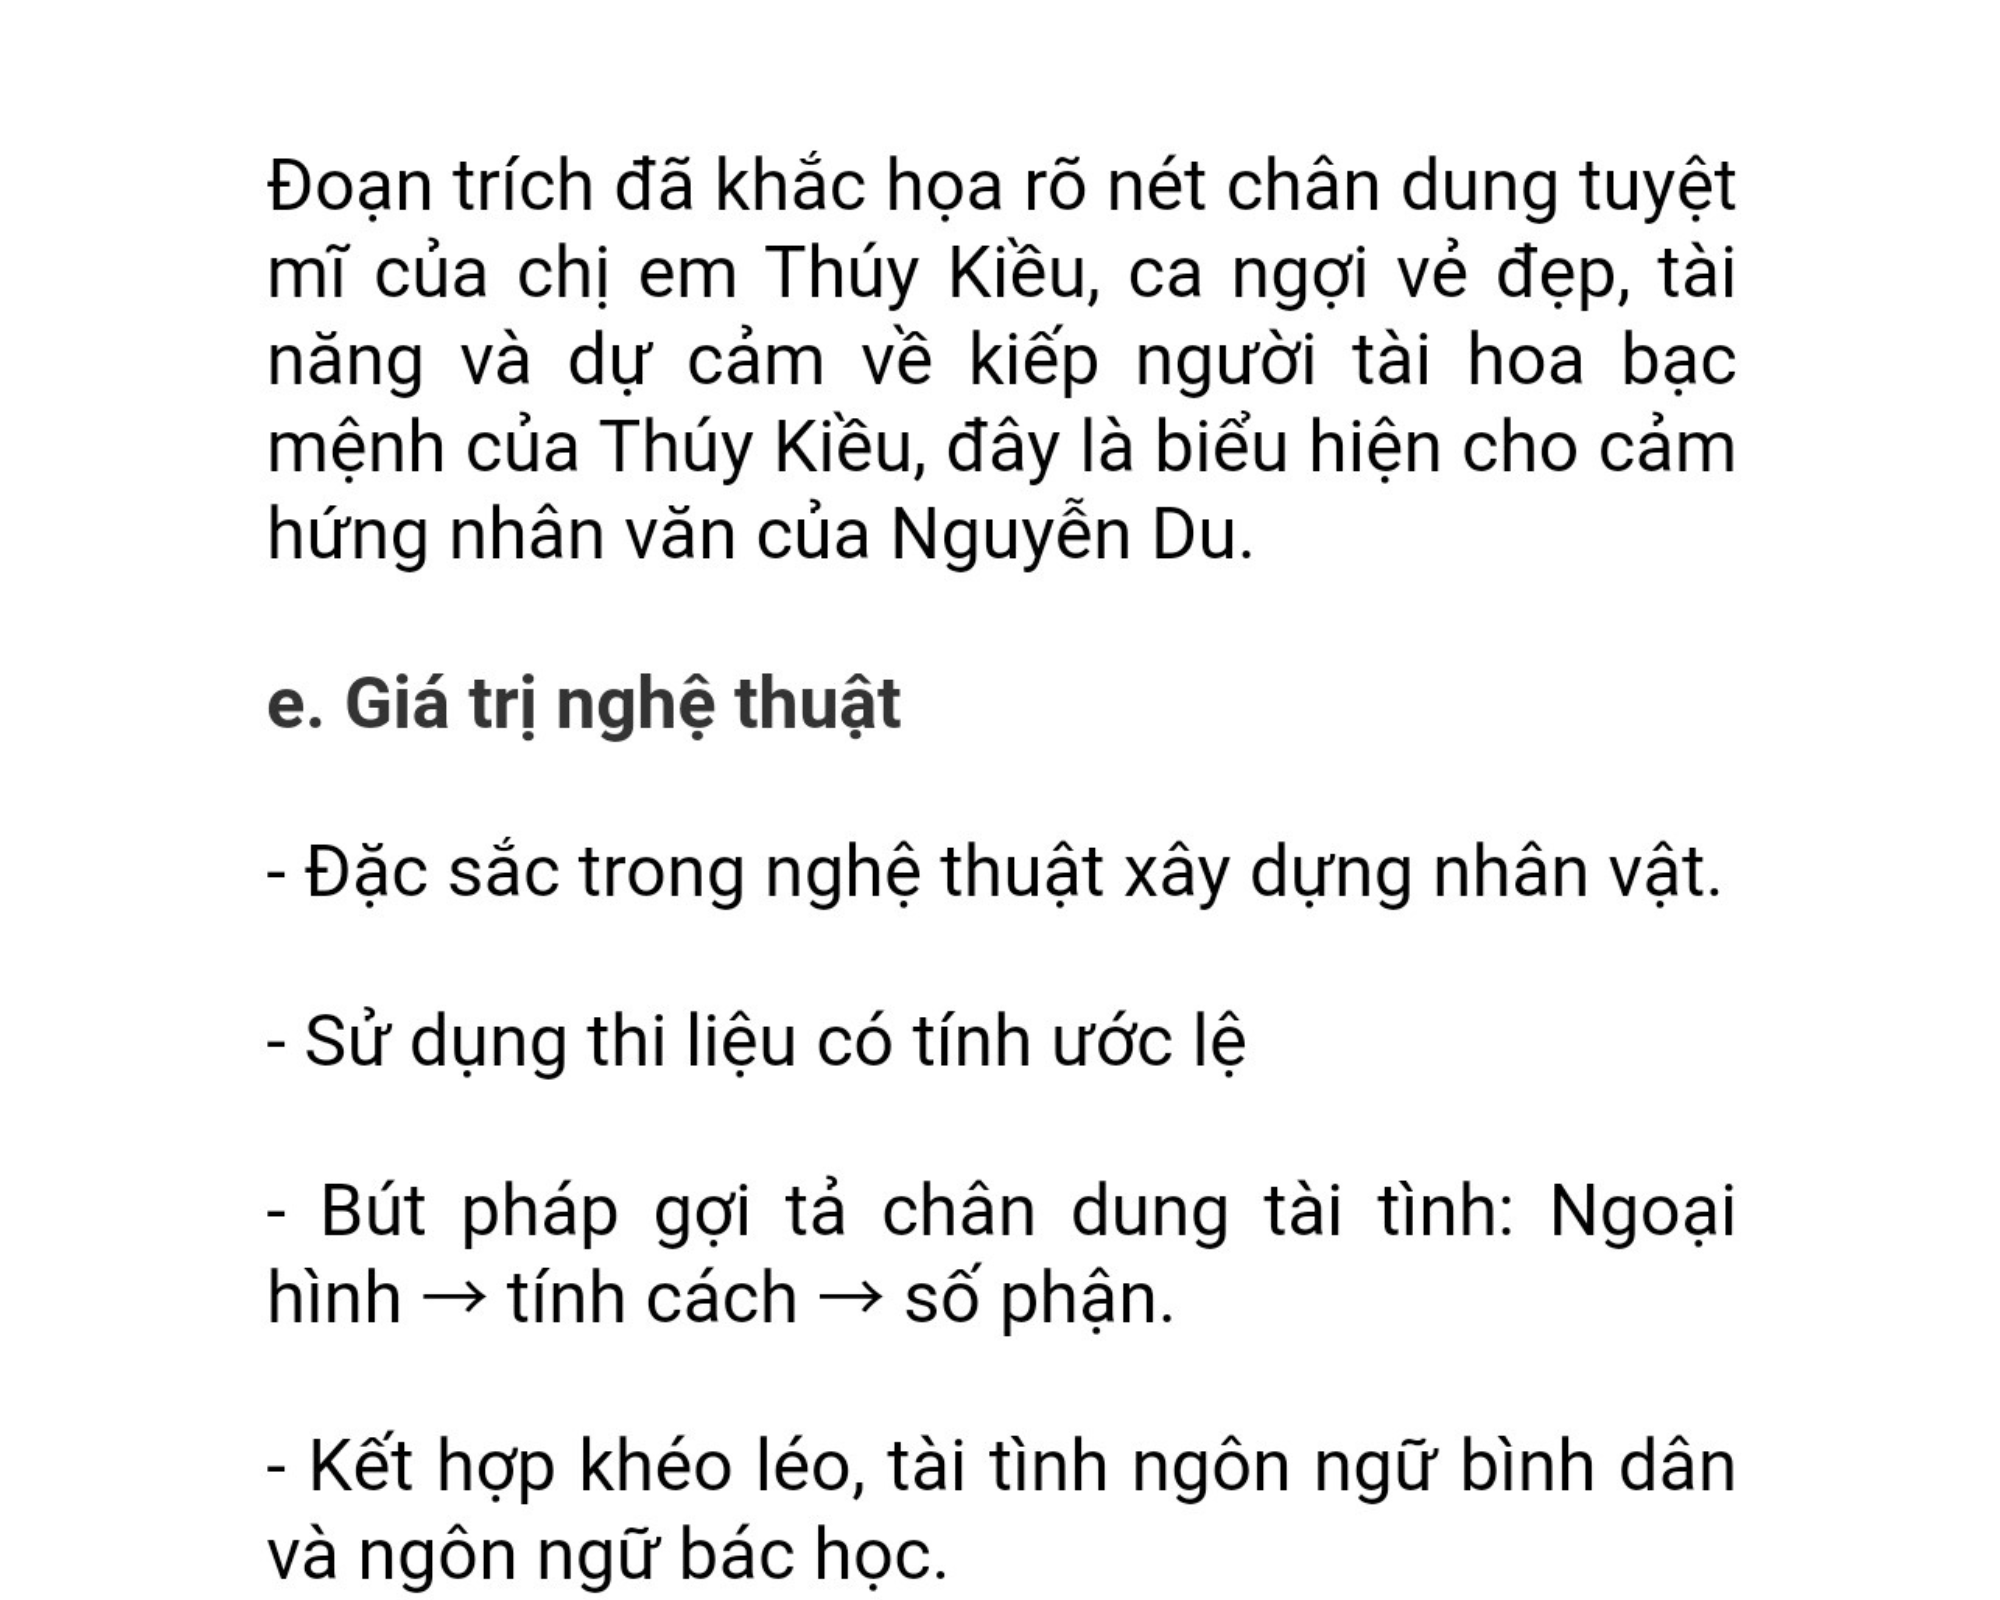 Đoạn trích đã khắc họa rõ nét chân dung tuyệt
mĩ của chị em Thúy Kiều, ca ngợi vẻ đẹp, tài
năng và dự cảm về kiếp người tài hoa bạc
mệnh của Thúy Kiều, đây là biểu hiện cho cảm
hứng nhân văn của Nguyễn Du.
e. Giá trị nghệ thuật
- Đặc sắc trong nghệ thuật xây dựng nhân vật.
- Sử dụng thi liệu có tính ước lệ
- Bút pháp gợi tả chân dung tài tình: Ngoại
hình → tính cách → số phận.
- Kết hợp khéo léo, tài tình ngôn ngữ bình dân
và ngôn ngữ bác học.